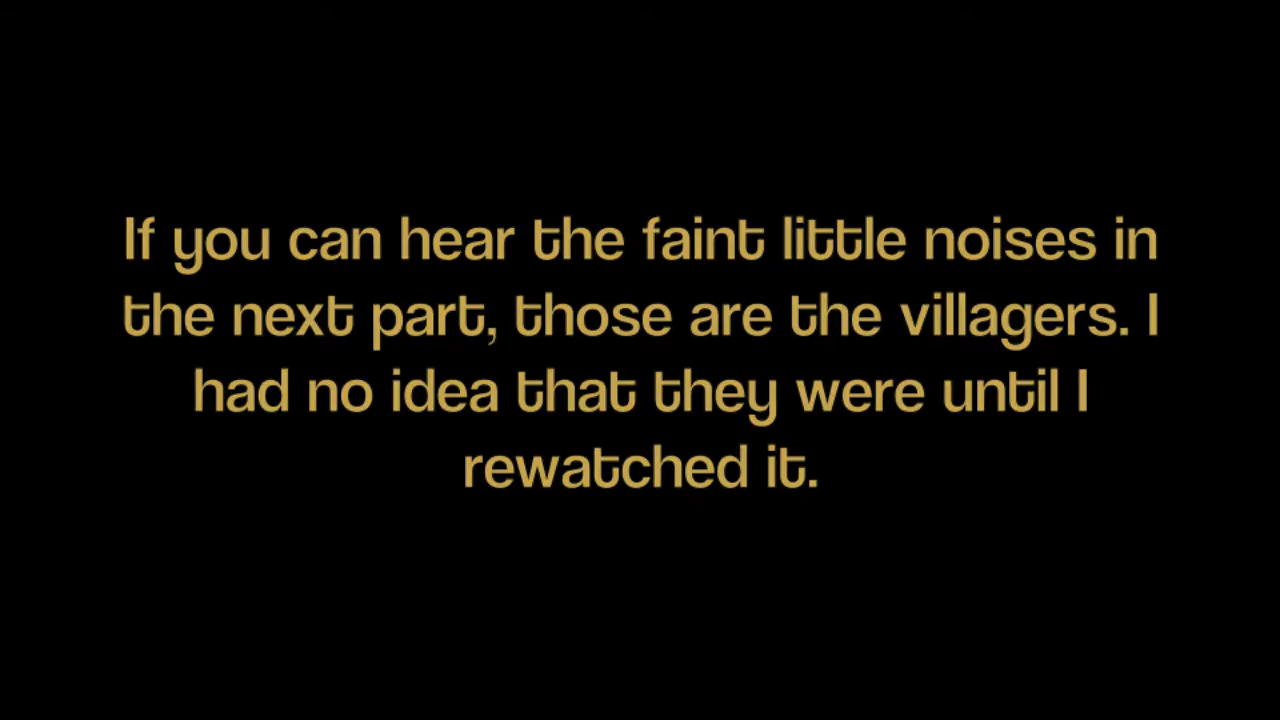 If you can hear the faint little noises in
the next part, those are the villagers. I
had no idea that they were until I
rewatched it.